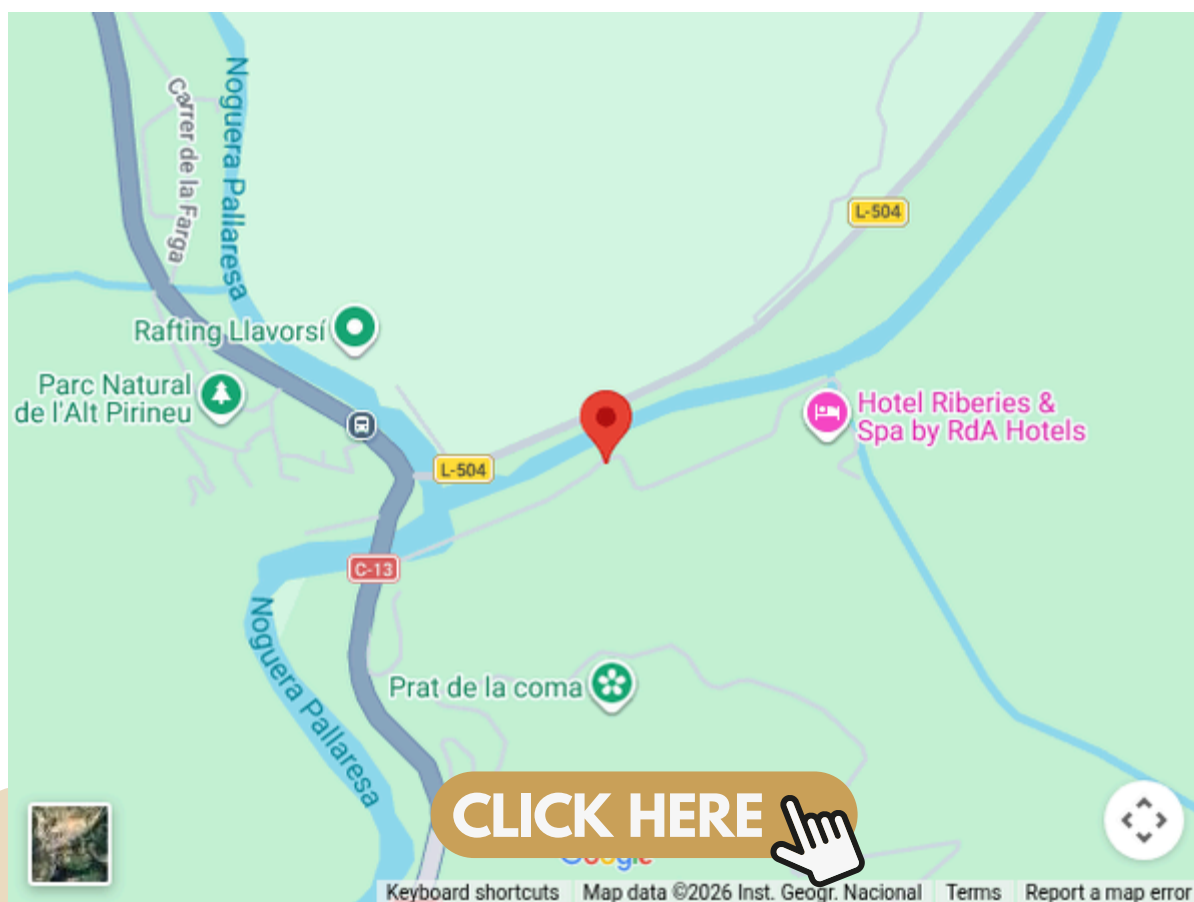 Noguera Pallaresa
Carrer de la Farga
L-504
Rafting Llavorsí
Parc Natural
de l'Alt Pirineu
Hotel Riberies &
Spa by RdA Hotels
L-504
C-13
Noguera Pallaresa
Prat de la coma
CLICK HERE
Google
Keyboard shortcuts
Map data ©2026 Inst. Geogr. Nacional
Terms
Report a map error